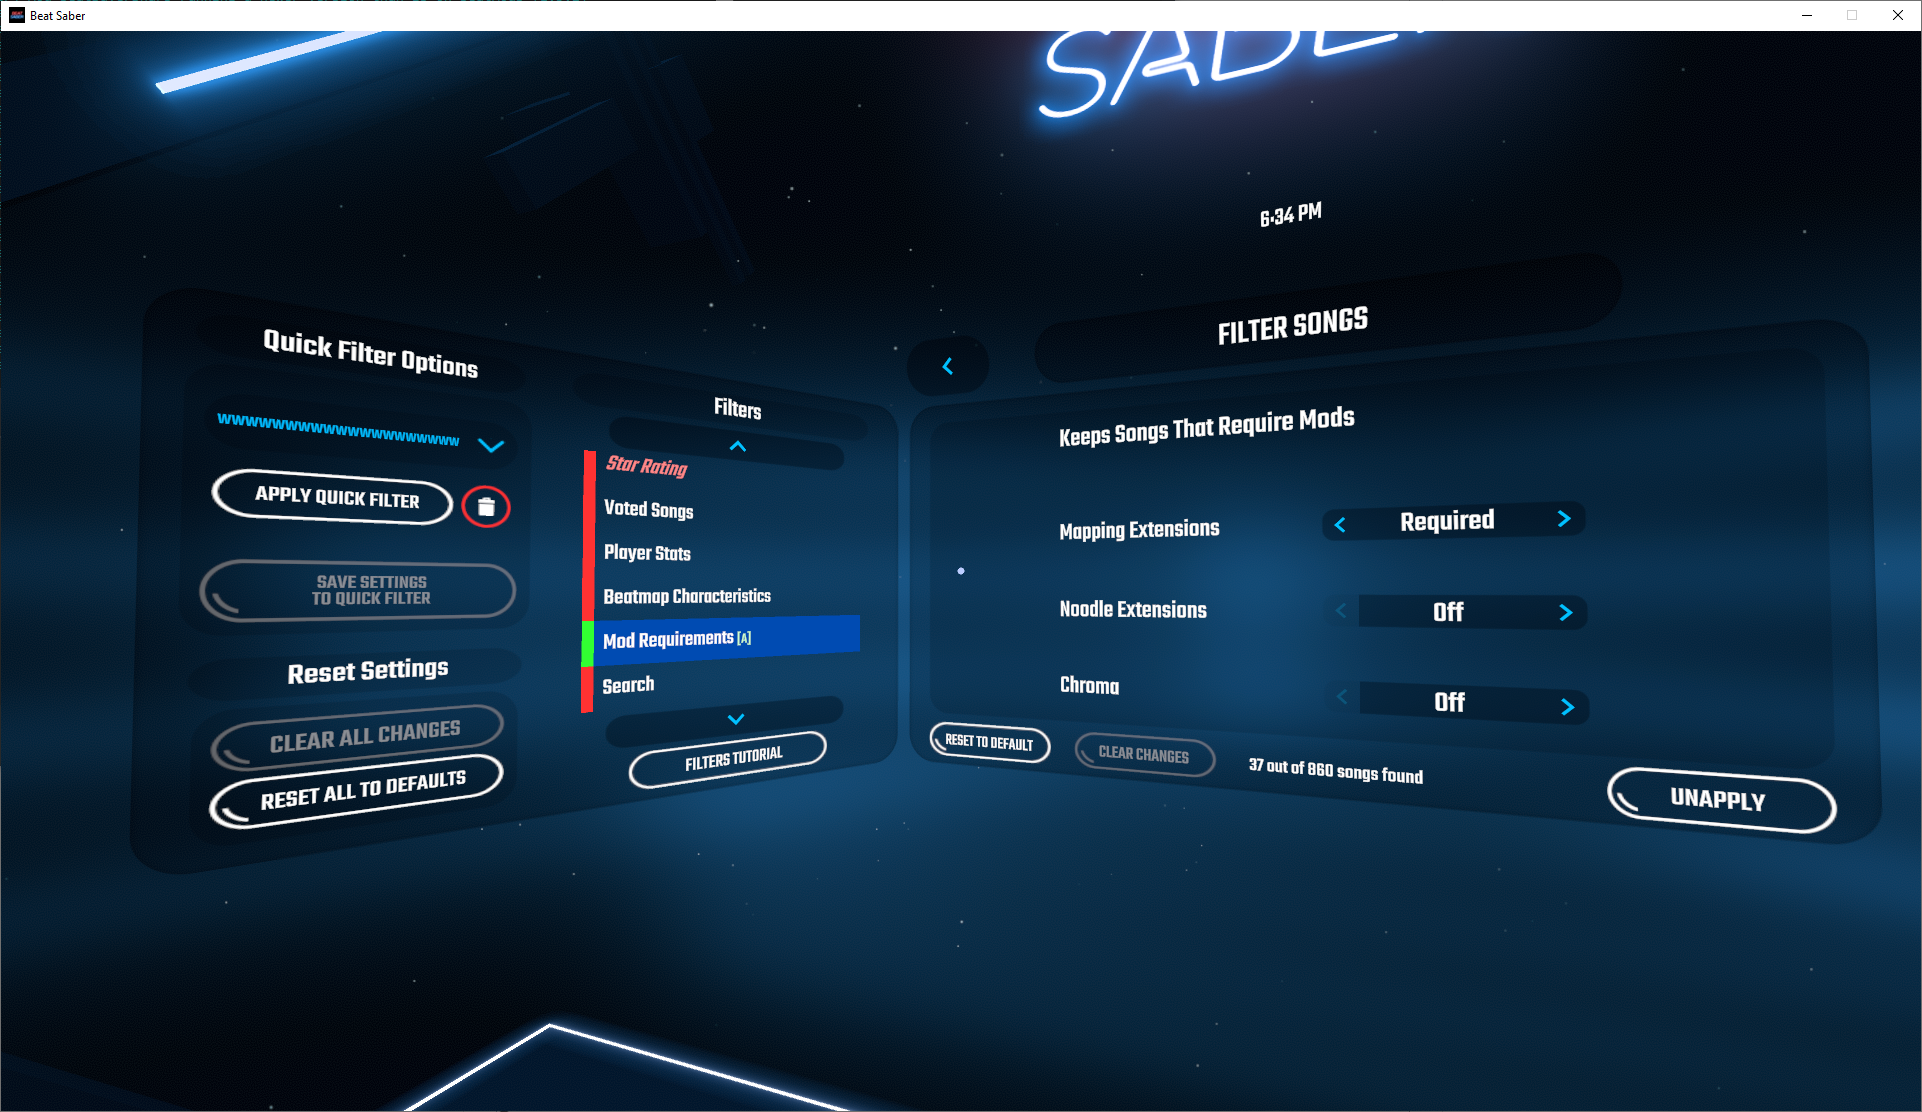 Beat Saber
6:34 PM
Quick Filter Options
wwwwwwwwwwwwwwwwwwww
APPLY QUICK FILTER
SAVE SETTINGS
TO QUICK FILTER
Reset Settings
CLEAR ALL CHANGES
RESET ALL TO DEFAULTS
Filters
Star Rating
Voted Songs
Player Stats
Beatmap Characteristics
Mod Requirements [A]
Search
FILTERS TUTORIAL
FILTER SONGS
Keeps Songs That Require Mods
Mapping Extensions Required
Noodle Extensions Off
Chroma Off
RESET TO DEFAULT CLEAR CHANGES 37 out of 860 songs found UNAPPLY